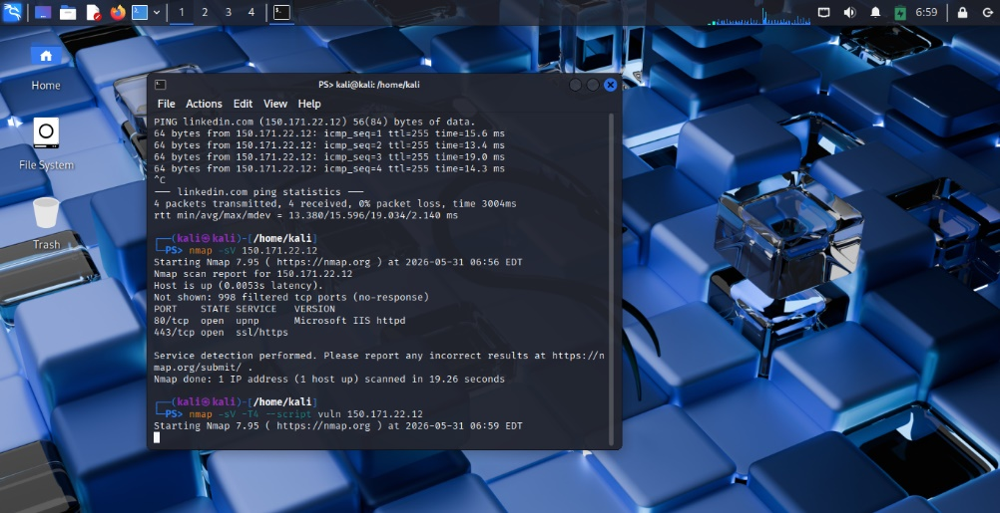 1 2 3 4
6:59
Home
File System
Trash
PS> kali@kali: /home/kali
File Actions Edit View Help
PING linkedin.com (150.171.22.12) 56(84) bytes of data.
64 bytes from 150.171.22.12: icmp_seq=1 ttl=255 time=15.6 ms
64 bytes from 150.171.22.12: icmp_seq=2 ttl=255 time=13.4 ms
64 bytes from 150.171.22.12: icmp_seq=3 ttl=255 time=19.0 ms
64 bytes from 150.171.22.12: icmp_seq=4 ttl=255 time=14.3 ms
^C
--- linkedin.com ping statistics ---
4 packets transmitted, 4 received, 0% packet loss, time 3004ms
rtt min/avg/max/mdev = 13.380/15.596/19.034/2.140 ms
┌──(kali㉿kali)-[/home/kali]
└─PS> nmap -sV 150.171.22.12
Starting Nmap 7.95 ( https://nmap.org ) at 2026-05-31 06:56 EDT
Nmap scan report for 150.171.22.12
Host is up (0.0053s latency).
Not shown: 998 filtered tcp ports (no-response)
PORT    STATE SERVICE   VERSION
80/tcp  open  upnp      Microsoft IIS httpd
443/tcp open  ssl/https
Service detection performed. Please report any incorrect results at https://n
map.org/submit/ .
Nmap done: 1 IP address (1 host up) scanned in 19.26 seconds
┌──(kali㉿kali)-[/home/kali]
└─PS> nmap -sV -T4 --script vuln 150.171.22.12
Starting Nmap 7.95 ( https://nmap.org ) at 2026-05-31 06:59 EDT